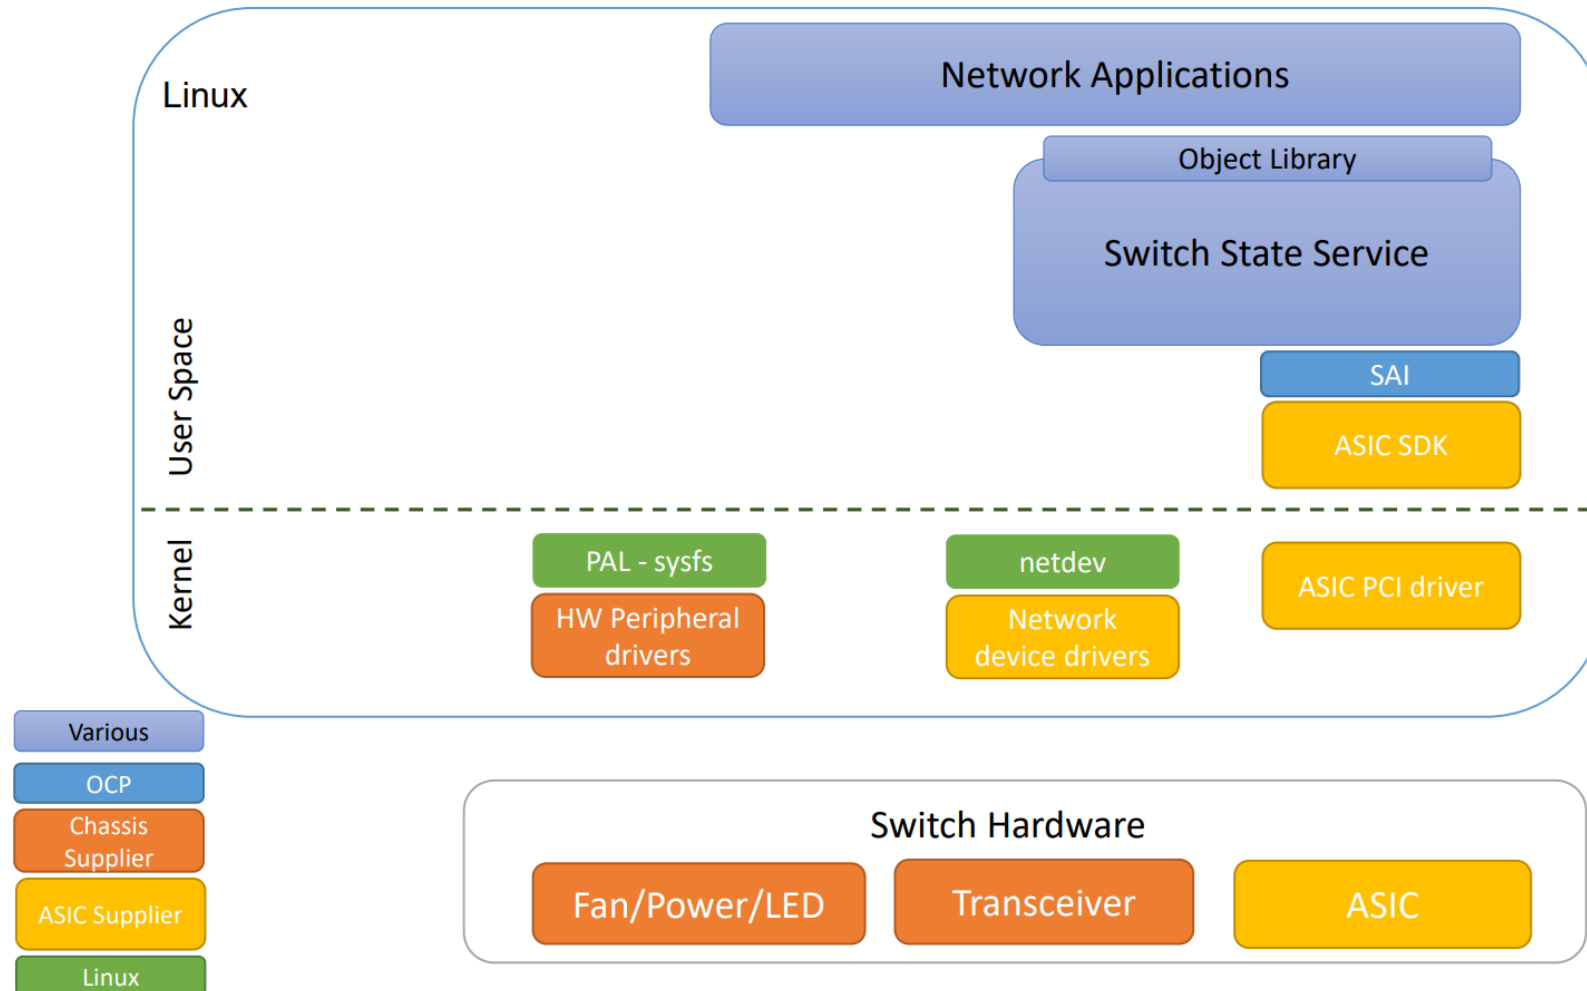 Linux
Network Applications
Object Library
Switch State Service
User Space
SAI
ASIC SDK
Kernel
PAL - sysfs
HW Peripheral
drivers
netdev
Network
device drivers
ASIC PCI driver
Various
OCP
Chassis
Supplier
ASIC Supplier
Linux
Switch Hardware
Fan/Power/LED
Transceiver
ASIC